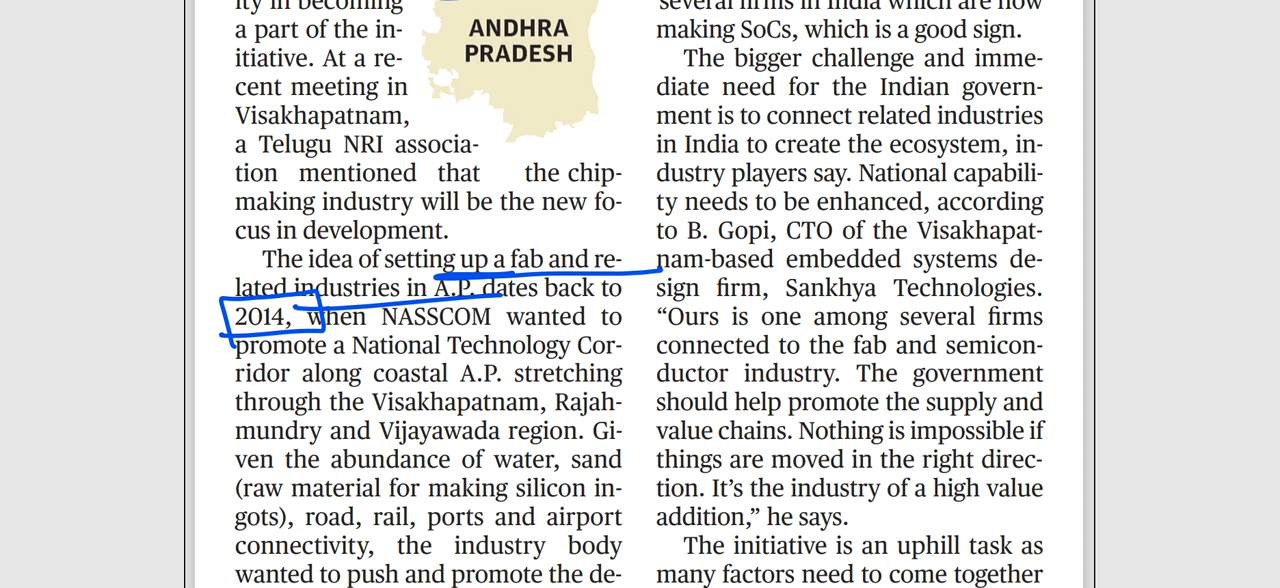 ity in becoming
a part of the in-
itiative. At a re-
cent meeting in
Visakhapatnam,
a Telugu NRI associa-
tion mentioned that the chip-
making industry will be the new fo-
cus in development.
The idea of setting up a fab and re-
lated industries in A.P. dates back to
2014, when NASSCOM wanted to
promote a National Technology Cor-
ridor along coastal A.P. stretching
through the Visakhapatnam, Rajah-
mundry and Vijayawada region. Gi-
ven the abundance of water, sand
(raw material for making silicon in-
gots), road, rail, ports and airport
connectivity, the industry body
wanted to push and promote the de-
ANDHRA
PRADESH
several firms in India which are now
making SoCs, which is a good sign.
The bigger challenge and imme-
diate need for the Indian govern-
ment is to connect related industries
in India to create the ecosystem, in-
dustry players say. National capabili-
ty needs to be enhanced, according
to B. Gopi, CTO of the Visakhapat-
nam-based embedded systems de-
sign firm, Sankhya Technologies.
“Ours is one among several firms
connected to the fab and semicon-
ductor industry. The government
should help promote the supply and
value chains. Nothing is impossible if
things are moved in the right direc-
tion. It’s the industry of a high value
addition,” he says.
The initiative is an uphill task as
many factors need to come together